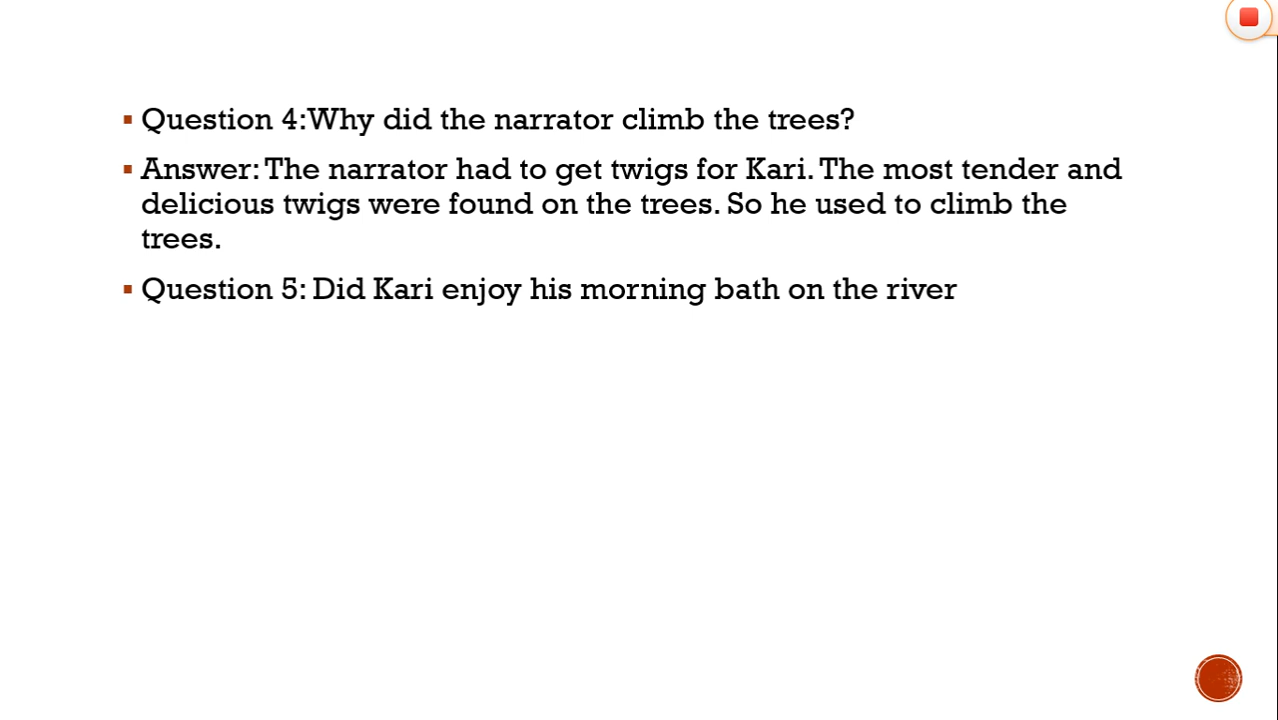 Question 4:Why did the narrator climb the trees?
Answer: The narrator had to get twigs for Kari. The most tender and
delicious twigs were found on the trees. So he used to climb the
trees.
Question 5: Did Kari enjoy his morning bath on the river